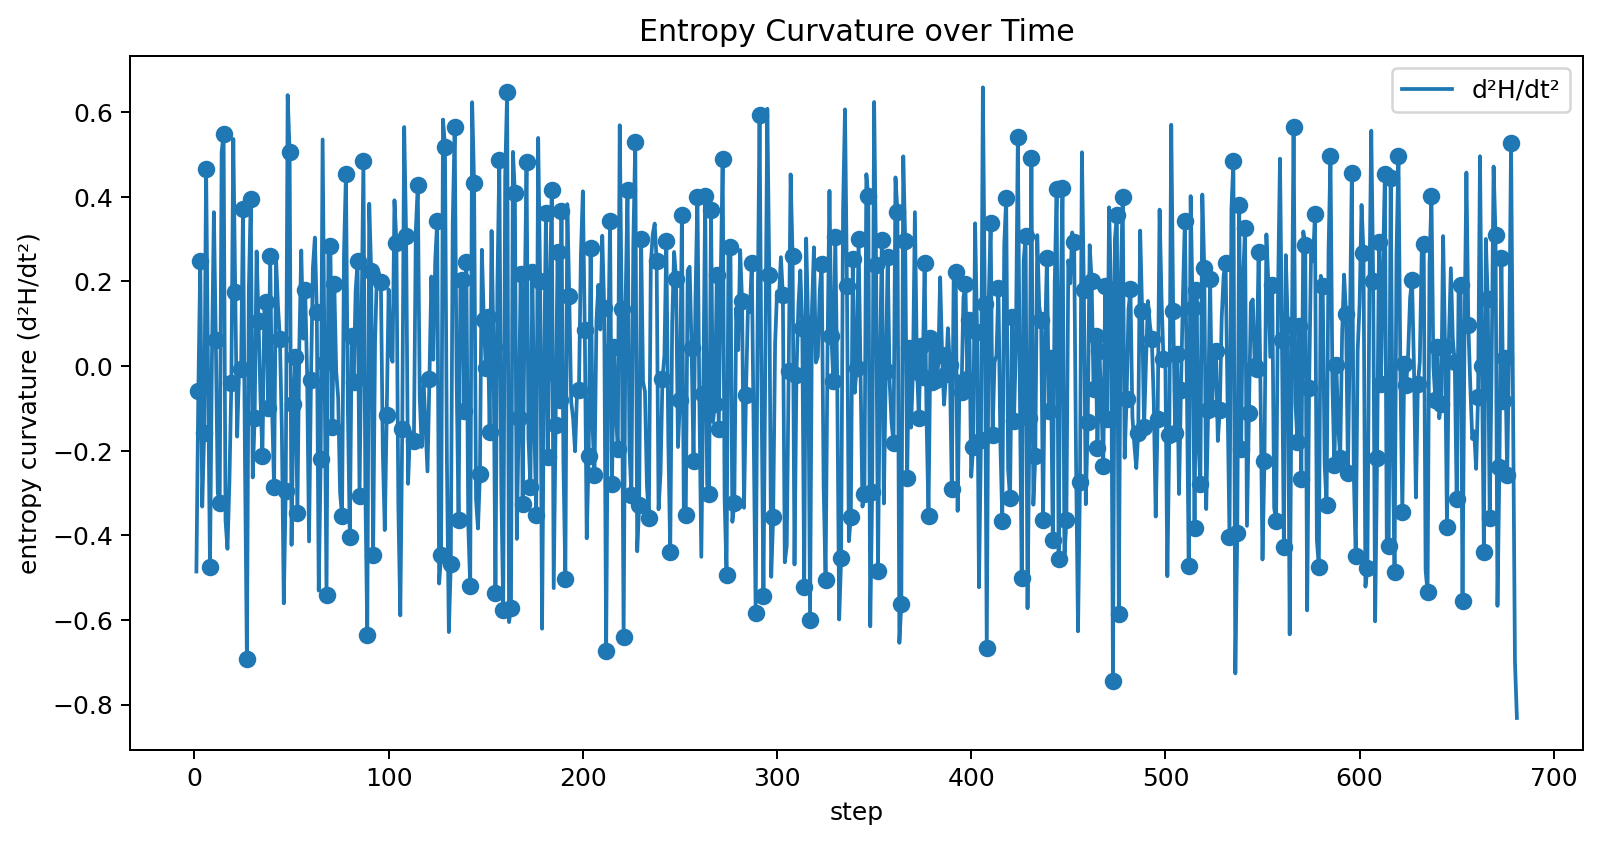 Entropy Curvature over Time
d²H/dt²
entropy curvature (d²H/dt²)
0.6
0.4
0.2
0.0
−0.2
−0.4
−0.6
−0.8
0 100 200 300 400 500 600 700
step